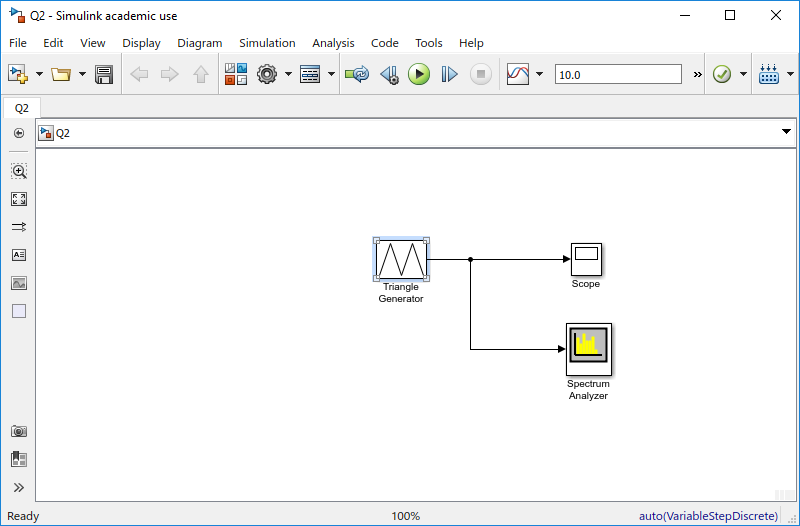 Q2 - Simulink academic use
File Edit View Display Diagram Simulation Analysis Code Tools Help
10.0
»
Q2
Q2
A
Triangle
Generator
Scope
Spectrum
Analyzer
Ready 100% auto(VariableStepDiscrete)